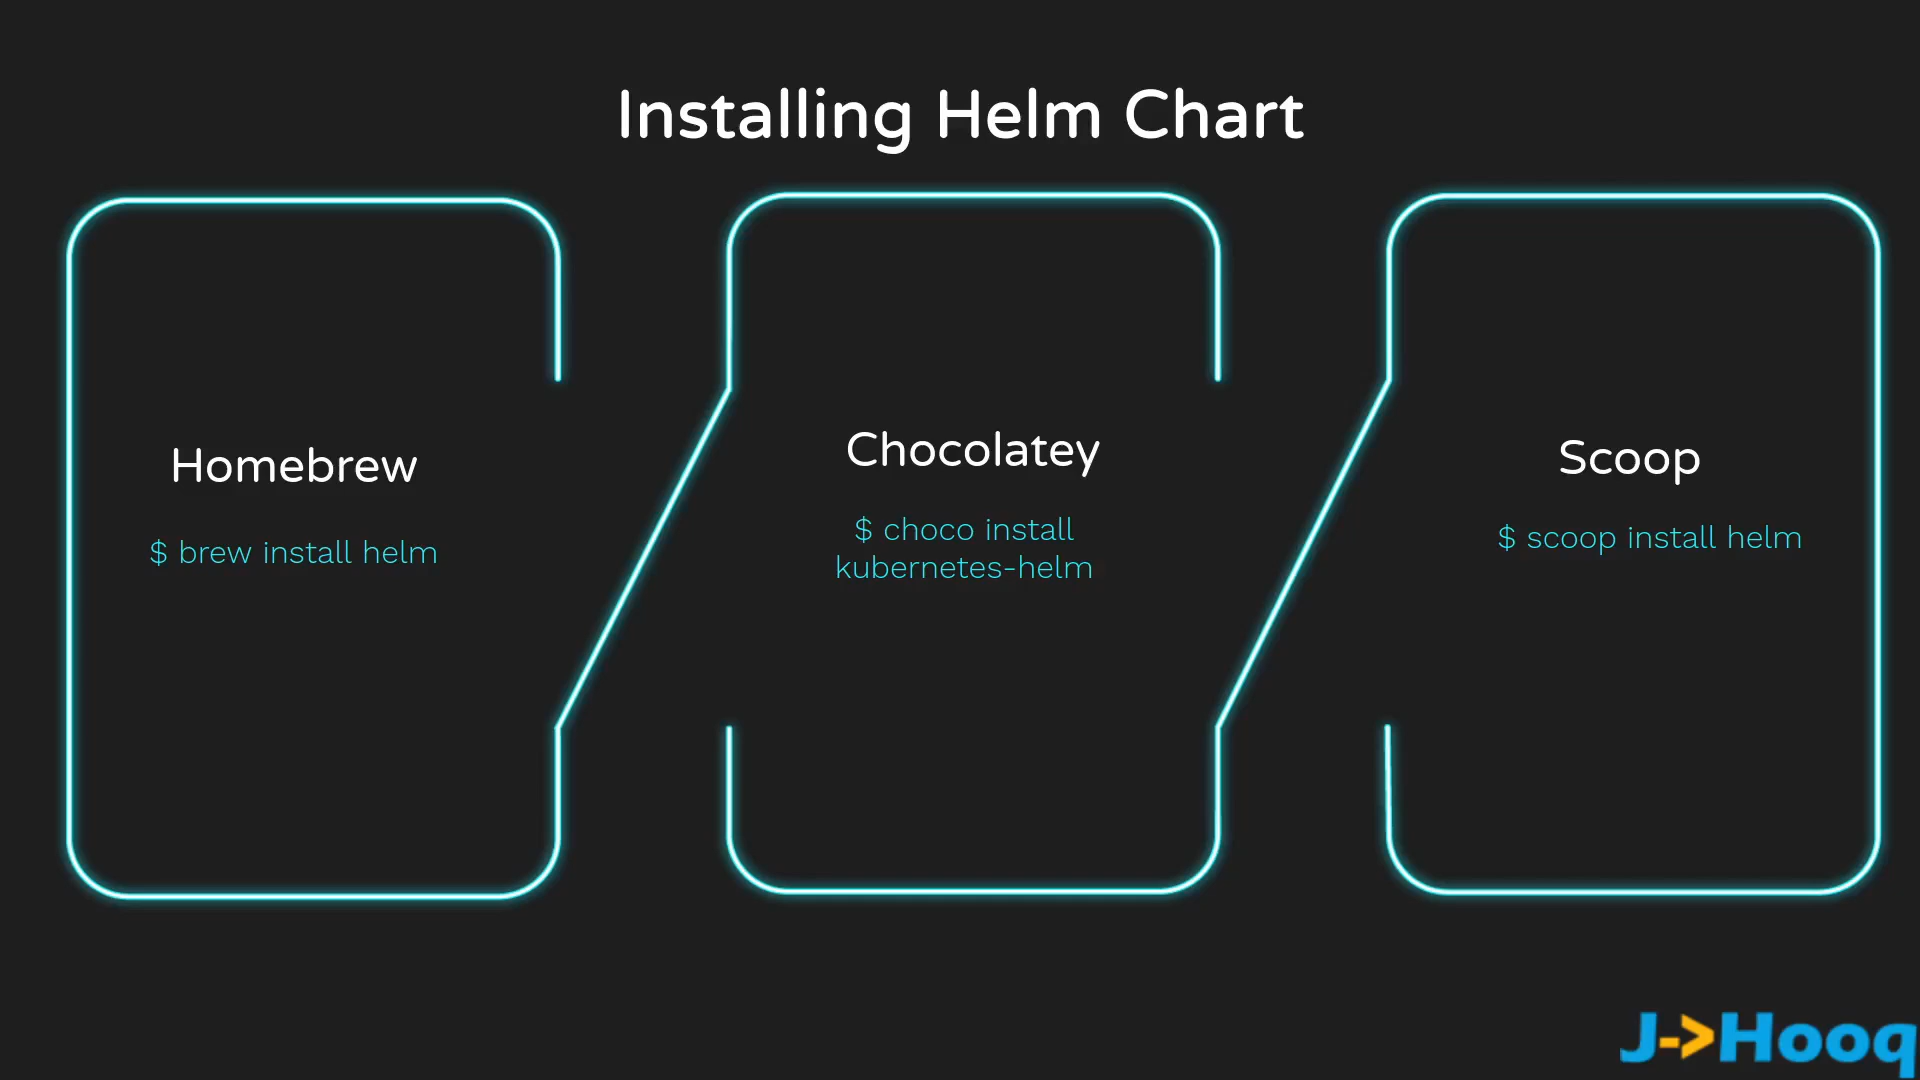 Installing Helm Chart
Homebrew
$ brew install helm
Chocolatey
$ choco install
kubernetes-helm
Scoop
$ scoop install helm
J->Hooq